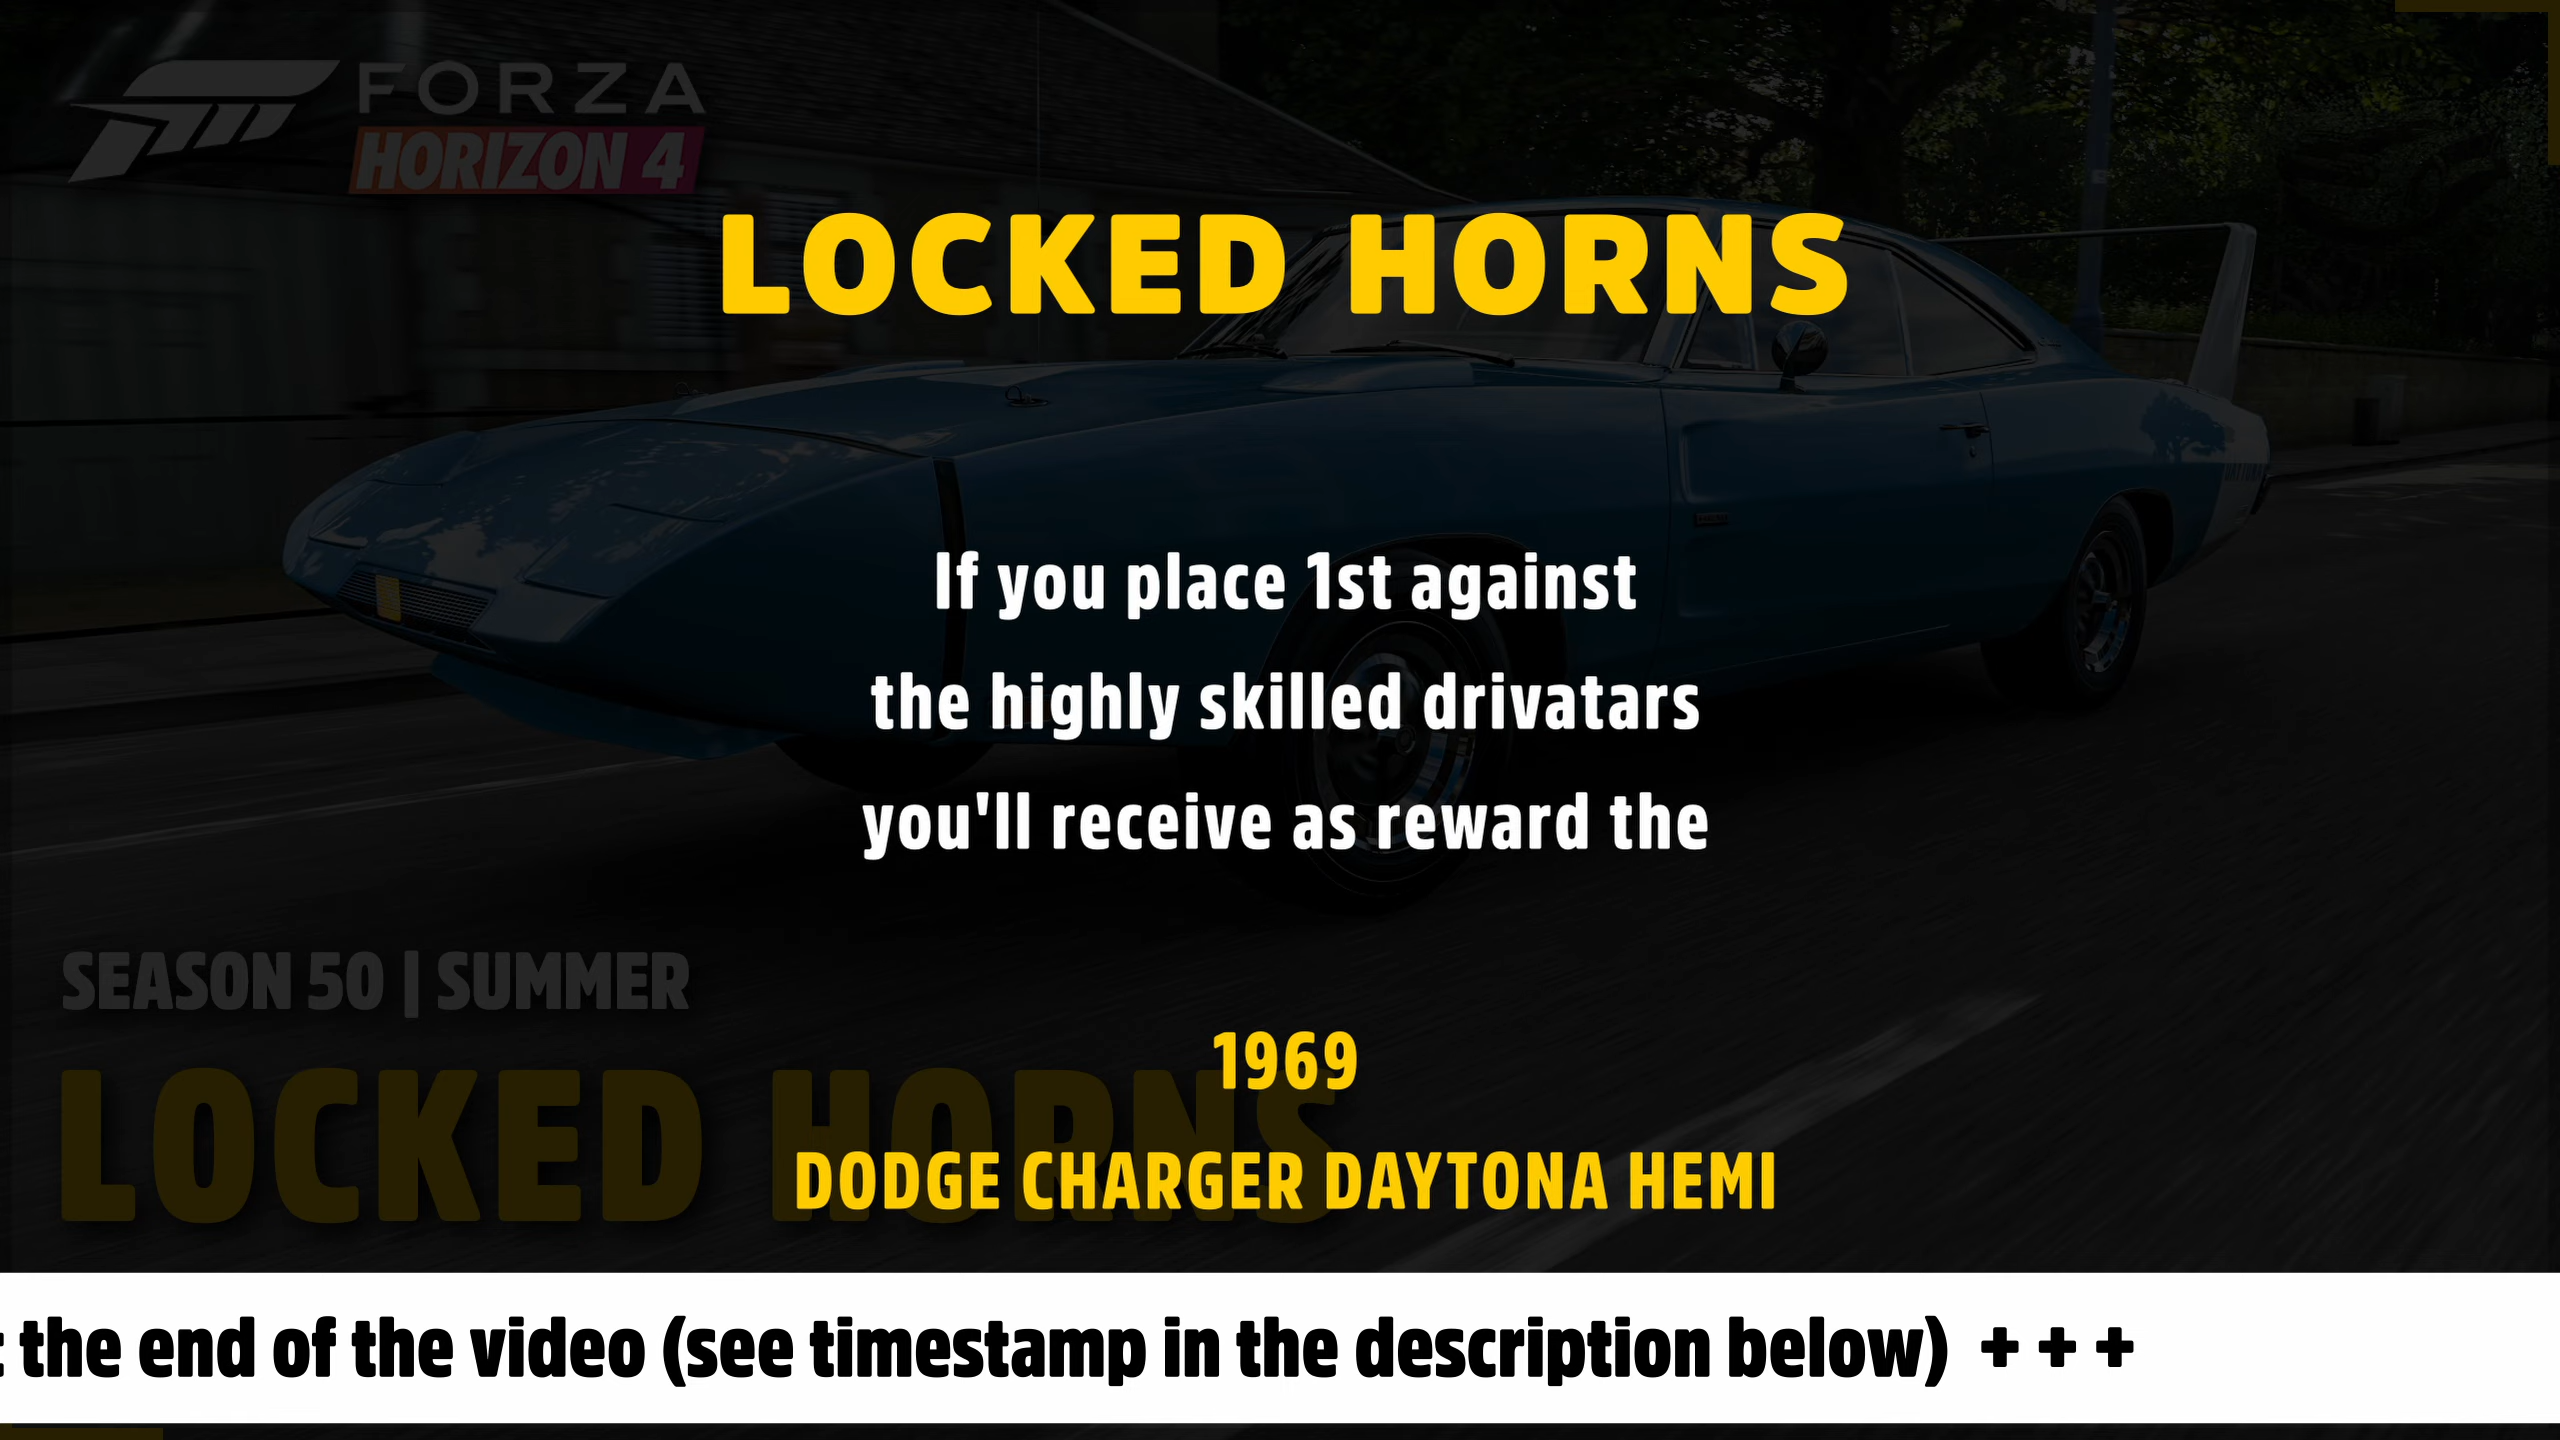 FORZA
HORIZON 4
LOCKED HORNS
If you place 1st against
the highly skilled drivatars
you'll receive as reward the
SEASON 50 | SUMMER
1969
LOCKED HORNS
DODGE CHARGER DAYTONA HEMI
the end of the video (see timestamp in the description below) + + +